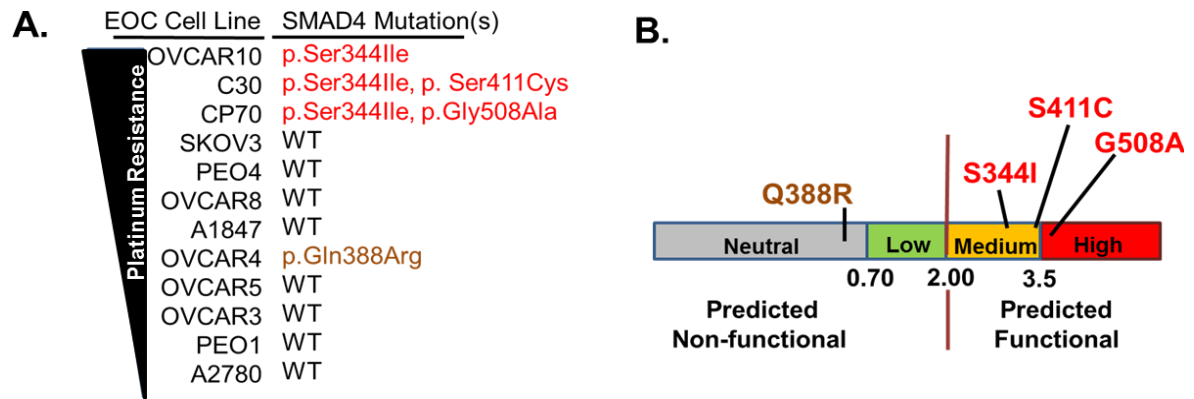 A.
EOC Cell Line SMAD4 Mutation(s)
Platinum Resistance
OVCAR10 p.Ser344Ile
C30 p.Ser344Ile, p. Ser411Cys
CP70 p.Ser344Ile, p.Gly508Ala
SKOV3 WT
PEO4 WT
OVCAR8 WT
A1847 WT
OVCAR4 p.Gln388Arg
OVCAR5 WT
OVCAR3 WT
PEO1 WT
A2780 WT
B.
S411C
G508A
S344I
Q388R
Neutral Low Medium High
0.70 2.00 3.5
Predicted Predicted
Non-functional Functional